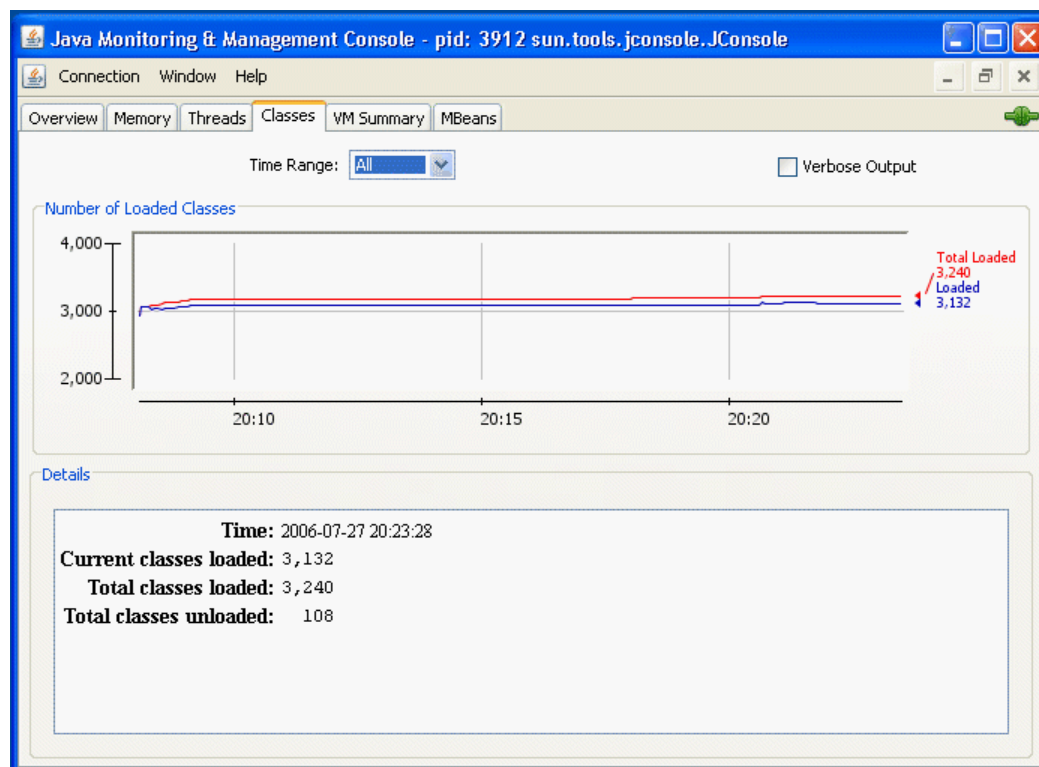 Java Monitoring & Management Console - pid: 3912 sun.tools.jconsole.JConsole
Connection Window Help
Overview Memory Threads Classes VM Summary MBeans
Time Range: All Verbose Output
Number of Loaded Classes
4,000
3,000
2,000
Total Loaded
3,240
Loaded
3,132
20:10 20:15 20:20
Details
Time: 2006-07-27 20:23:28
Current classes loaded: 3,132
Total classes loaded: 3,240
Total classes unloaded: 108